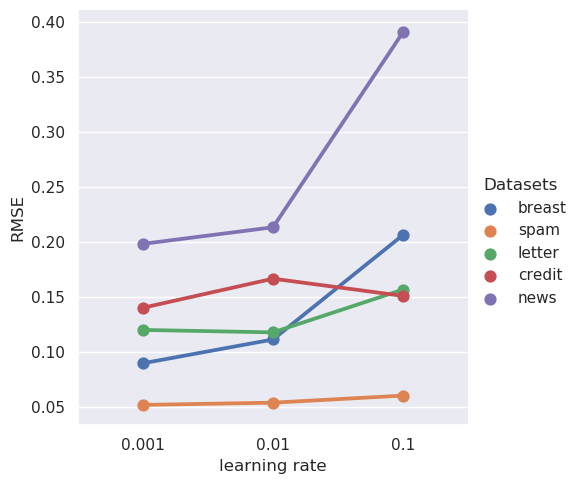 0.40
0.35
0.30
0.25
0.20
0.15
0.10
0.05
RMSE
0.001
0.01
0.1
learning rate
Datasets
breast
spam
letter
credit
news